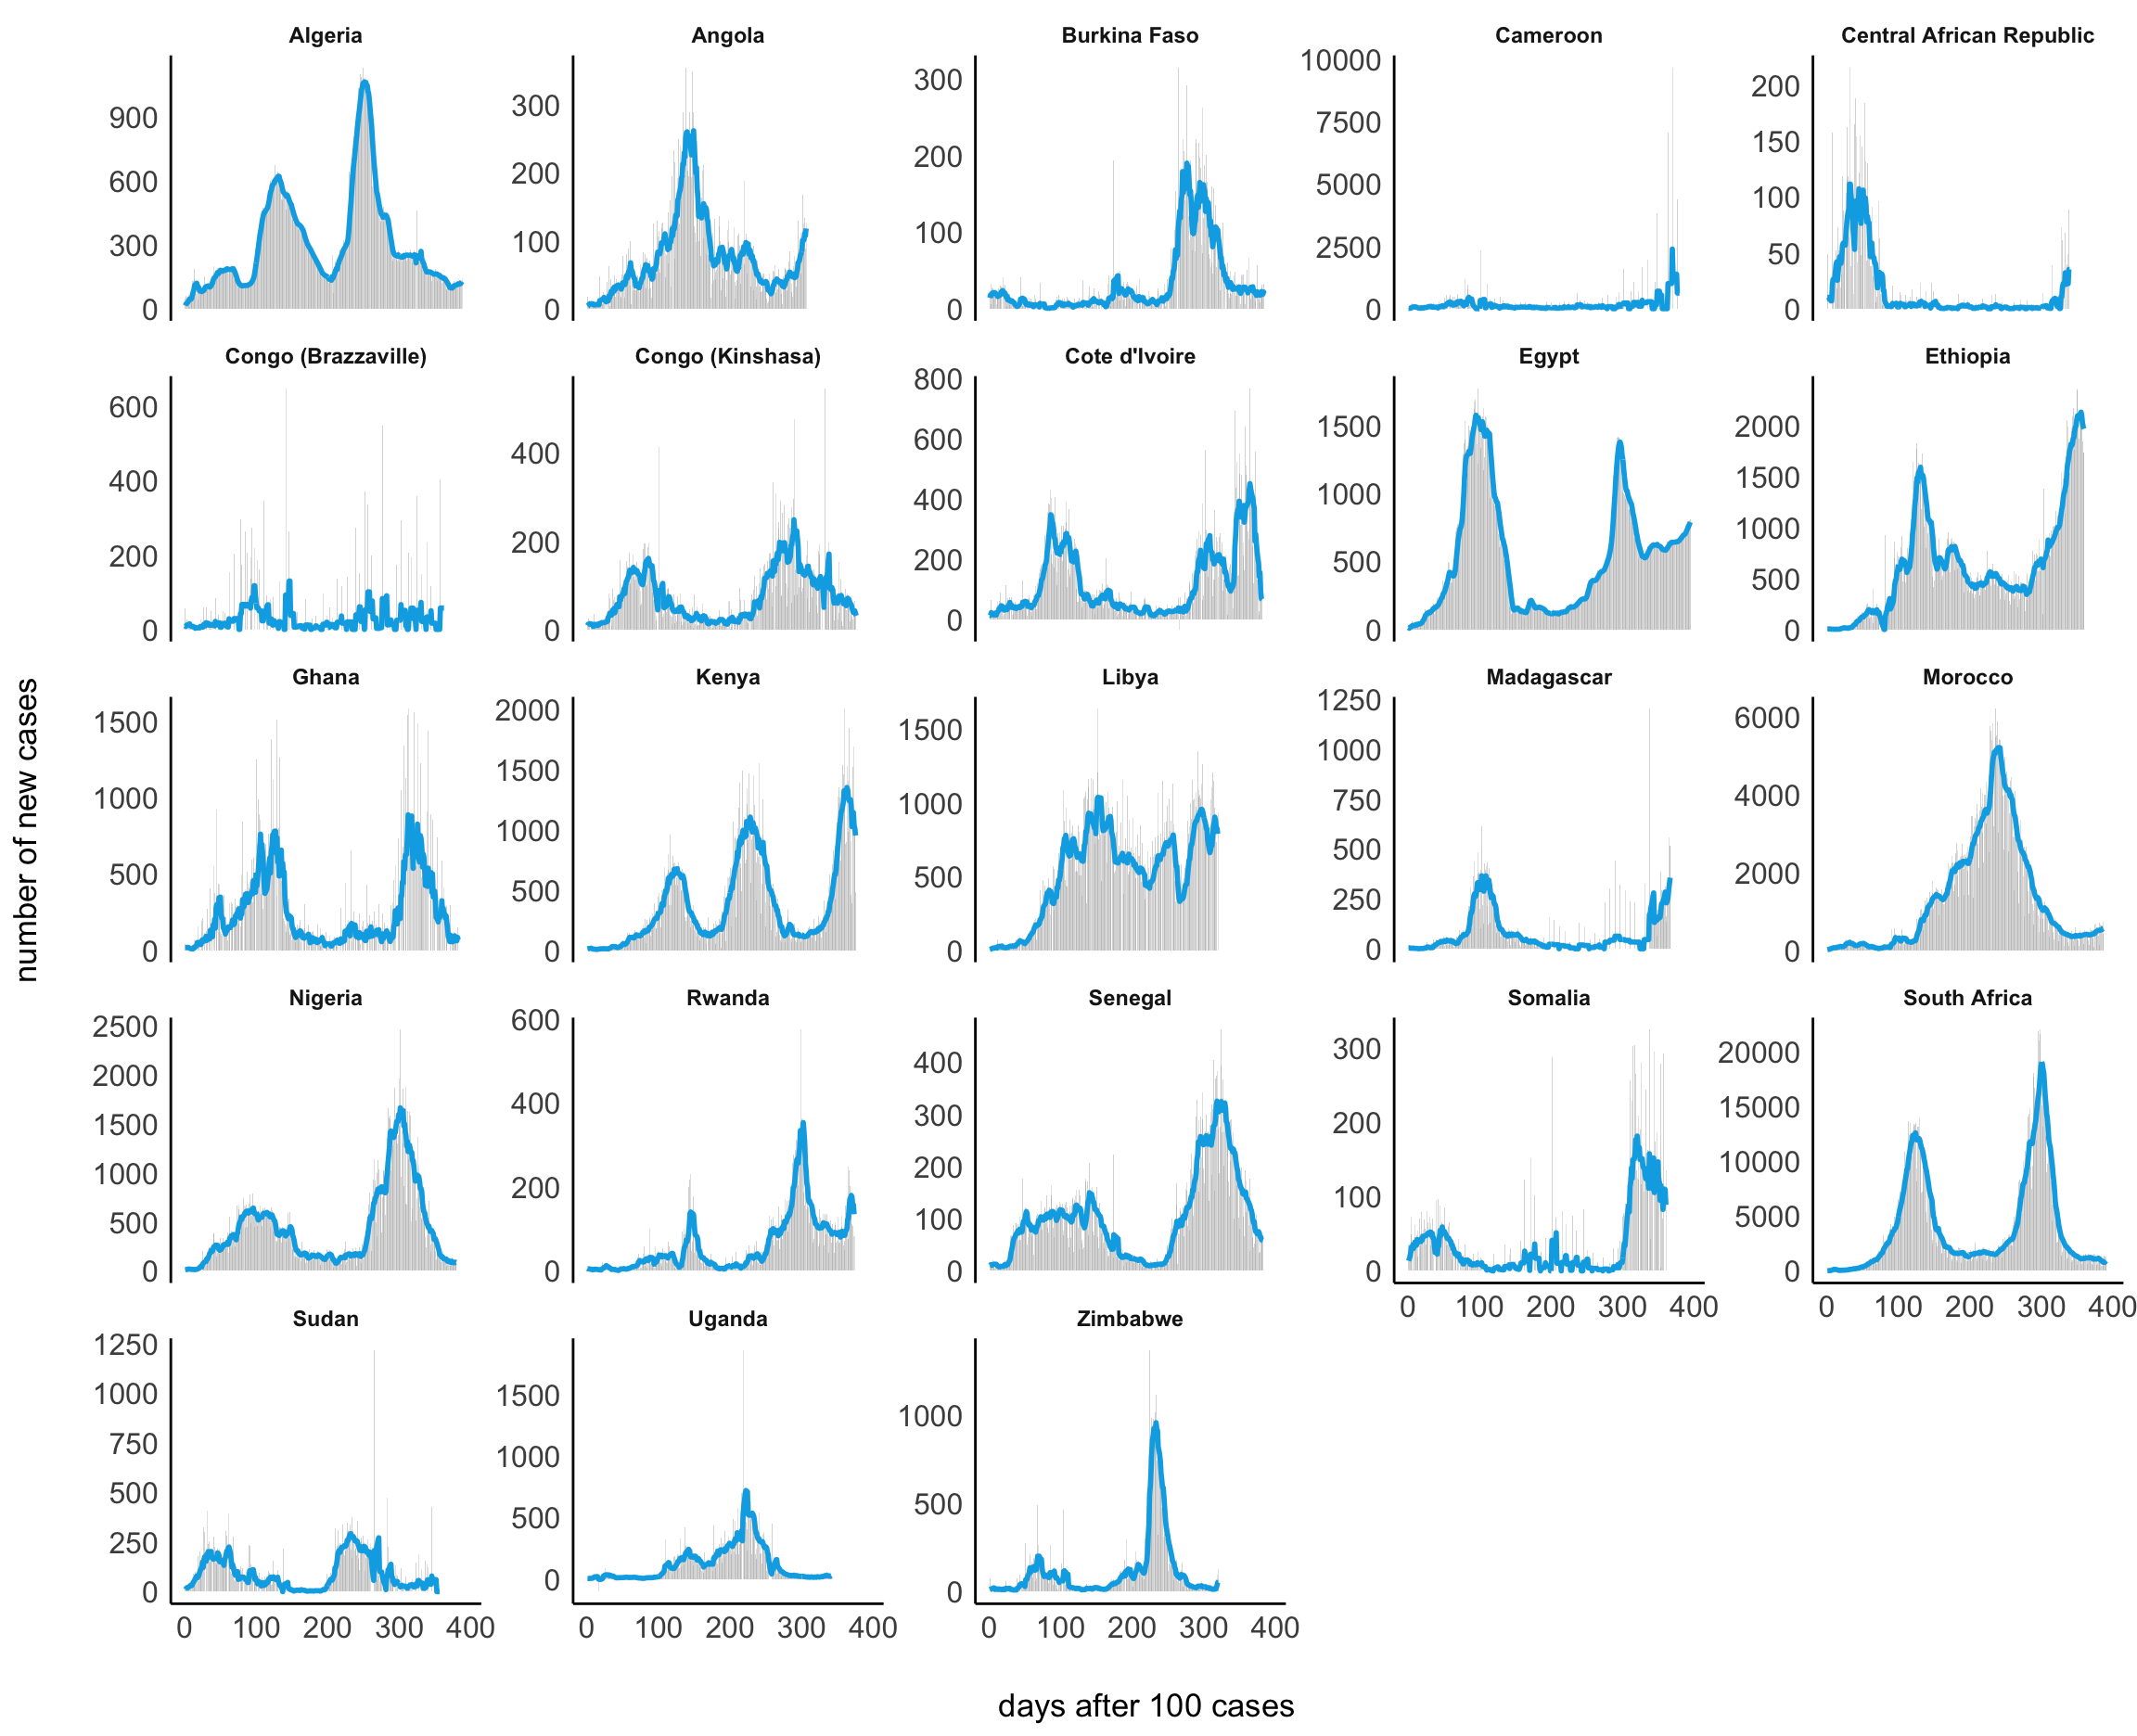 Algeria Angola Burkina Faso Cameroon Central African Republic
900 600 300 0
300 200 100 0
300 200 100 0
10000 7500 5000 2500 0
200 150 100 50 0
Congo (Brazzaville) Congo (Kinshasa) Cote d'Ivoire Egypt Ethiopia
600 400 200 0
400 200 0
800 600 400 200 0
1500 1000 500 0
2000 1500 1000 500 0
Ghana Kenya Libya Madagascar Morocco
1500 1000 500 0
2000 1500 1000 500 0
1500 1000 500 0
1250 1000 750 500 250 0
6000 4000 2000 0
number of new cases
Nigeria Rwanda Senegal Somalia South Africa
2500 2000 1500 1000 500 0
600 400 200 0
400 300 200 100 0
300 200 100 0
20000 15000 10000 5000 0
0 100 200 300 400
0 100 200 300 400
Sudan Uganda Zimbabwe
1250 1000 750 500 250 0
1500 1000 500 0
1000 500 0
0 100 200 300 400
0 100 200 300 400
0 100 200 300 400
days after 100 cases